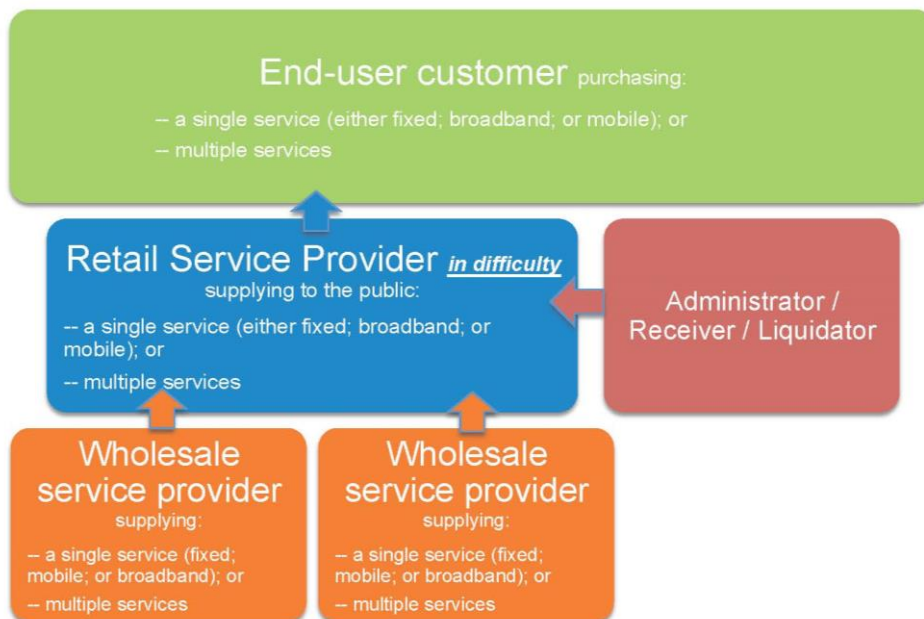 End-user customer purchasing:
-- a single service (either fixed; broadband; or mobile); or
-- multiple services
Retail Service Provider in difficulty
supplying to the public:
-- a single service (either fixed; broadband; or
mobile); or
-- multiple services
Administrator /
Receiver / Liquidator
Wholesale
service provider
supplying:
-- a single service (fixed;
mobile; or broadband); or
-- multiple services
Wholesale
service provider
supplying:
-- a single service (fixed;
mobile; or broadband); or
-- multiple services